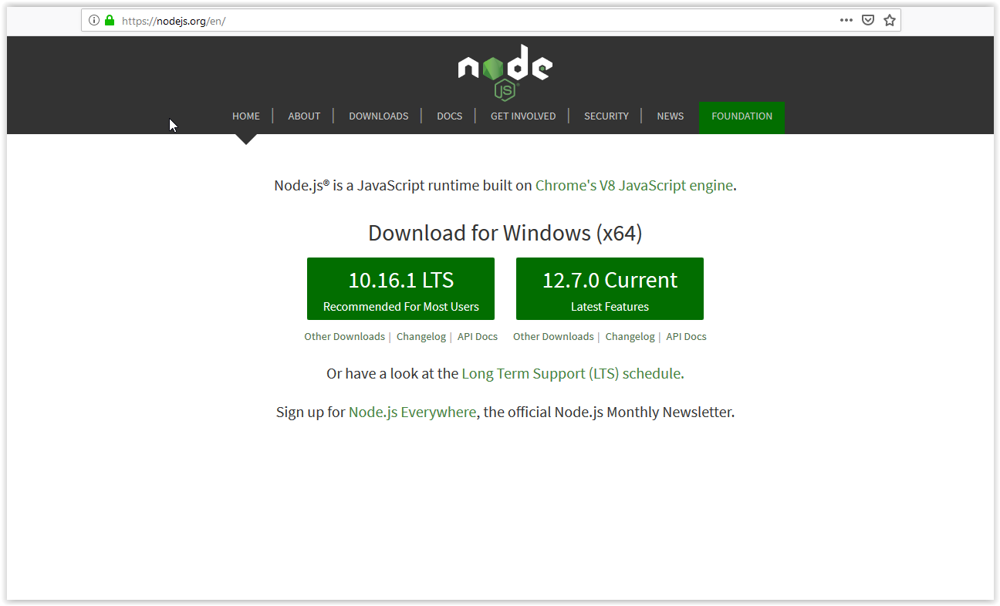 https://nodejs.org/en/
node
JS
HOME | ABOUT | DOWNLOADS | DOCS | GET INVOLVED | SECURITY | NEWS FOUNDATION
Node.js® is a JavaScript runtime built on Chrome's V8 JavaScript engine.
Download for Windows (x64)
10.16.1 LTS 12.7.0 Current
Recommended For Most Users Latest Features
Other Downloads | Changelog | API Docs Other Downloads | Changelog | API Docs
Or have a look at the Long Term Support (LTS) schedule.
Sign up for Node.js Everywhere, the official Node.js Monthly Newsletter.